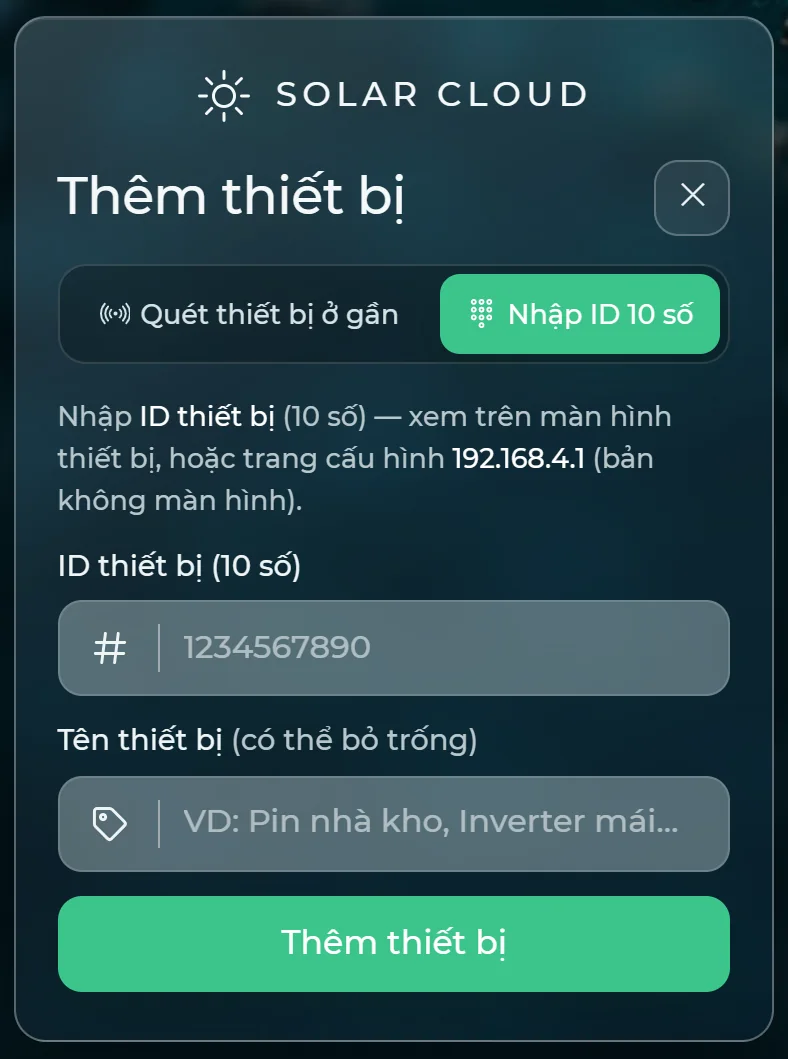 SOLAR CLOUD
Thêm thiết bị
Quét thiết bị ở gần
Nhập ID 10 số
Nhập ID thiết bị (10 số) — xem trên màn hình
thiết bị, hoặc trang cấu hình 192.168.4.1 (bản
không màn hình).
ID thiết bị (10 số)
# 1234567890
Tên thiết bị (có thể bỏ trống)
VD: Pin nhà kho, Inverter mái...
Thêm thiết bị